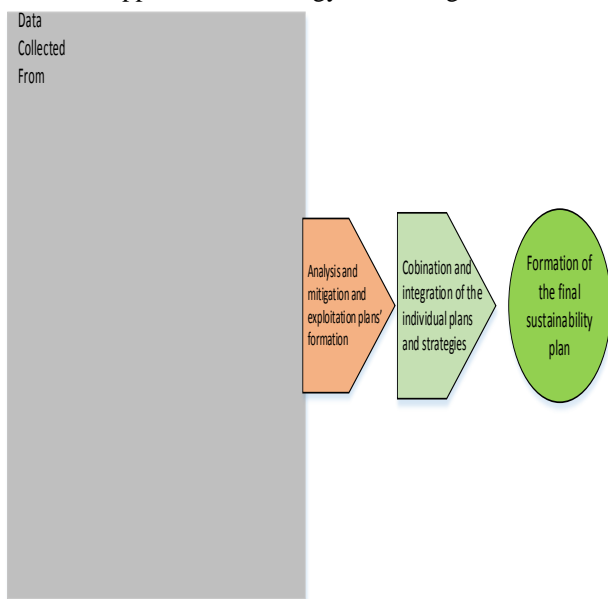 Data
Collected
From
Analysis and
mitigation and
exploitation plans'
formation
Cobination and
integration of the
individual plans
and strategies
Formation of
the final
sustainability
plan